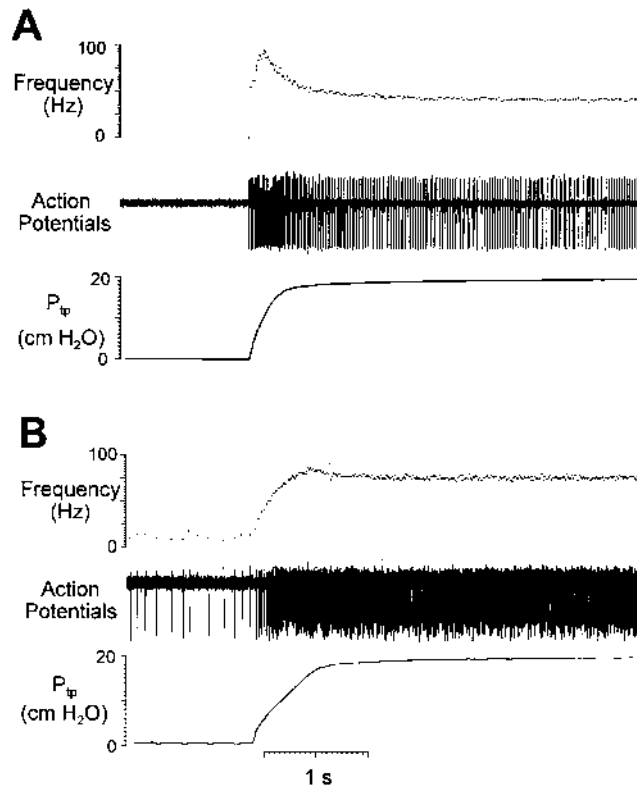 A
100
Frequency
(Hz)
0
Action
Potentials
20
Ptp
(cm H2O)
0
B
100
Frequency
(Hz)
0
Action
Potentials
20
Ptp
(cm H2O)
0
1 s